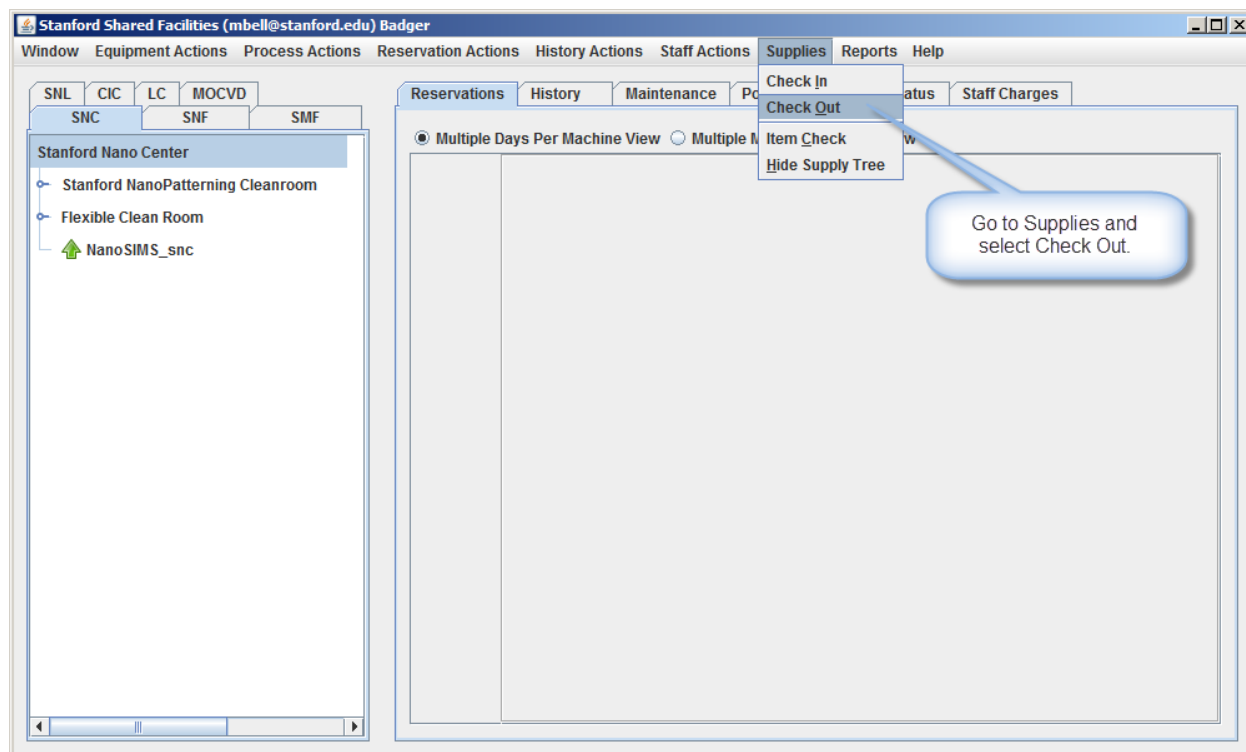 Stanford Shared Facilities (mbell@stanford.edu) Badger
Window Equipment Actions Process Actions Reservation Actions History Actions Staff Actions Supplies Reports Help
SNL CIC LC MOCVD
SNC SNF SMF
Stanford Nano Center
Stanford NanoPatterning Cleanroom
Flexible Clean Room
NanoSIMS_snc
Reservations History Maintenance Po atus Staff Charges
Multiple Days Per Machine View Multiple M w
Check In
Check Out
Item Check
Hide Supply Tree
Go to Supplies and
select Check Out.